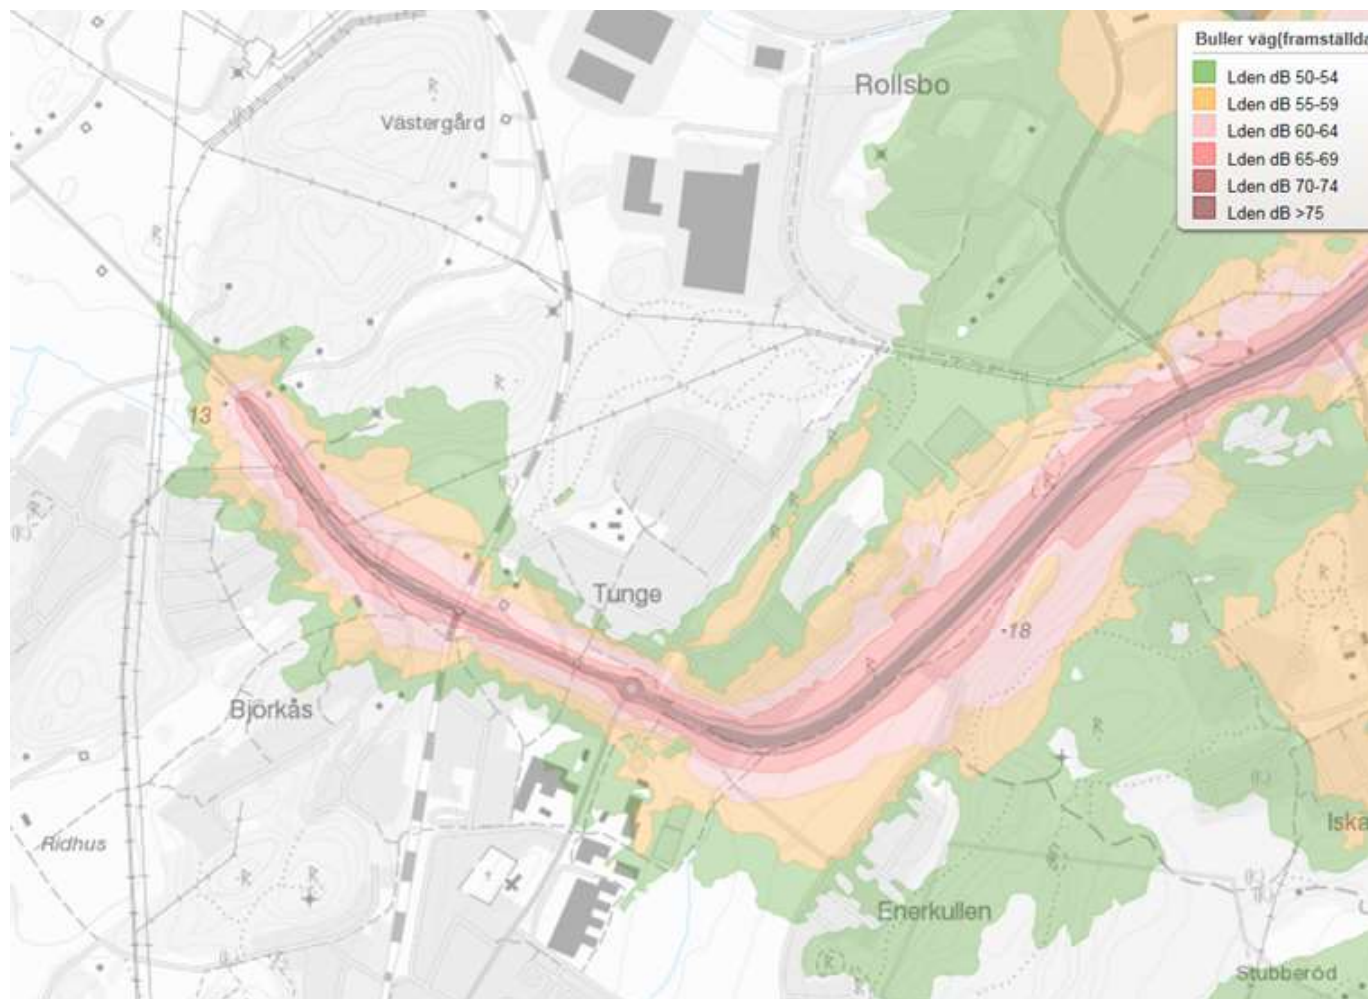 Buller väg(framställda
Lden dB 50-54
Lden dB 55-59
Lden dB 60-64
Lden dB 65-69
Lden dB 70-74
Lden dB >75
Rollsbo
Västergård
13
Tunge
-18
Björkås
Ridhus
Iska
Enerkullen
Stubberöd